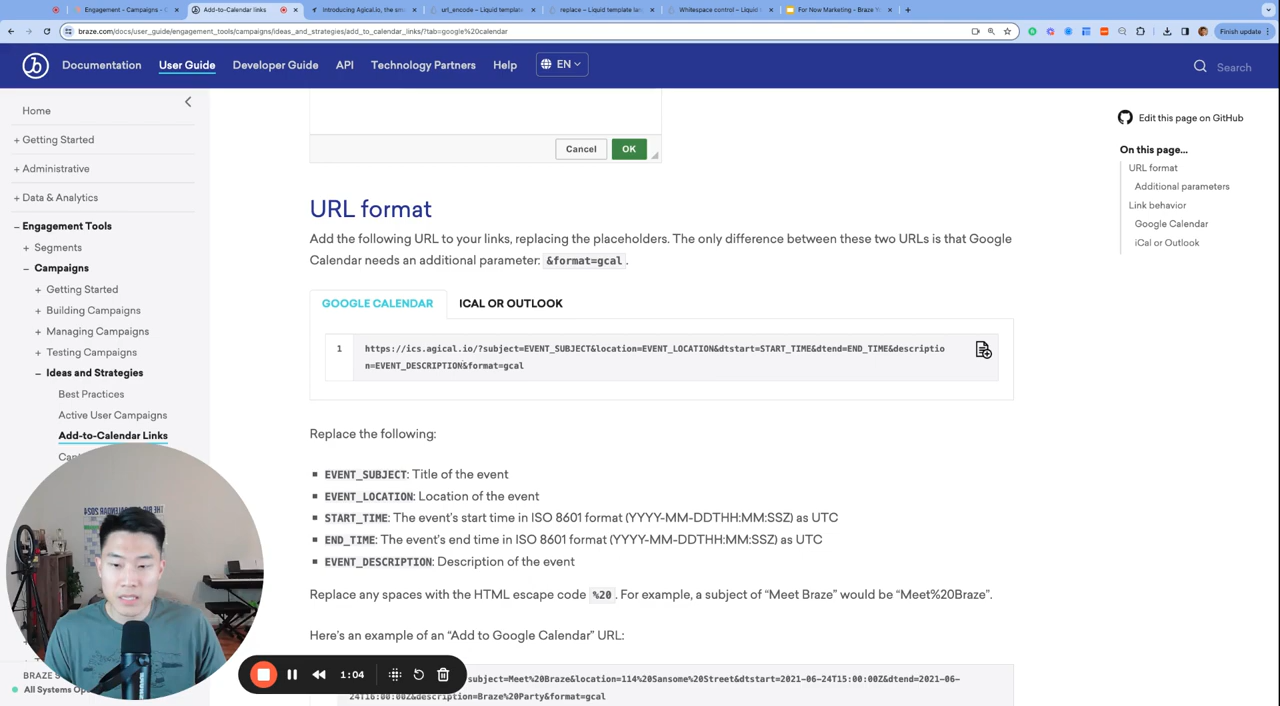 Engagement - Campaigns - C
Add-to-Calendar links
Introducing Agical.io, the sm
url_encode – Liquid template
replace – Liquid template lan
Whitespace control – Liquid
For Now Marketing - Braze
braze.com/docs/user_guide/engagement_tools/campaigns/ideas_and_strategies/add_to_calendar_links/?tab=google%20calendar
Finish update
Documentation
User Guide
Developer Guide
API
Technology Partners
Help
EN
Search
Home
+ Getting Started
+ Administrative
+ Data & Analytics
– Engagement Tools
+ Segments
– Campaigns
+ Getting Started
+ Building Campaigns
+ Managing Campaigns
+ Testing Campaigns
– Ideas and Strategies
Best Practices
Active User Campaigns
Add-to-Calendar Links
BRAZE S
All Systems Op
Cancel
OK
URL format
Add the following URL to your links, replacing the placeholders. The only difference between these two URLs is that Google
Calendar needs an additional parameter: &format=gcal.
GOOGLE CALENDAR
ICAL OR OUTLOOK
1
https://ics.agical.io/?subject=EVENT_SUBJECT&location=EVENT_LOCATION&dtstart=START_TIME&dtend=END_TIME&descriptio
n=EVENT_DESCRIPTION&format=gcal
Replace the following:
EVENT_SUBJECT: Title of the event
EVENT_LOCATION: Location of the event
START_TIME: The event's start time in ISO 8601 format (YYYY-MM-DDTHH:MM:SSZ) as UTC
END_TIME: The event's end time in ISO 8601 format (YYYY-MM-DDTHH:MM:SSZ) as UTC
EVENT_DESCRIPTION: Description of the event
Replace any spaces with the HTML escape code %20. For example, a subject of “Meet Braze” would be “Meet%20Braze”.
Here's an example of an “Add to Google Calendar” URL:
subject=Meet%20Braze&location=114%20Sansome%20Street&dtstart=2021-06-24T15:00:00Z&dtend=2021-06-
24T16:00:00Z&description=Braze%20Party&format=gcal
1:04
Edit this page on GitHub
On this page...
URL format
Additional parameters
Link behavior
Google Calendar
iCal or Outlook